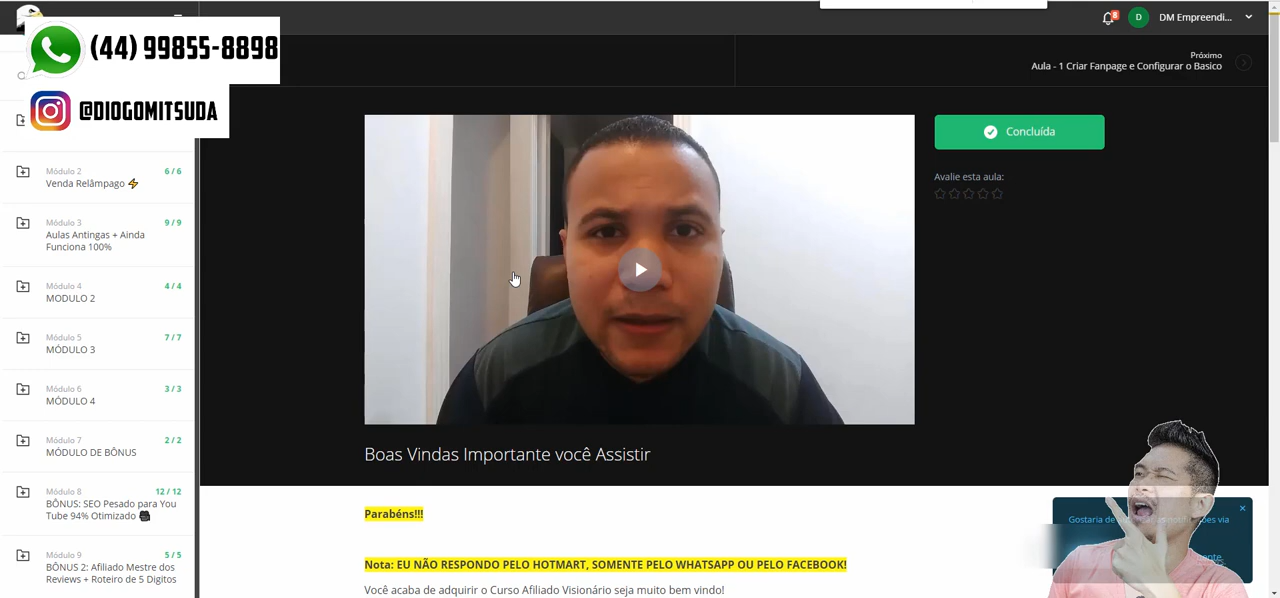 (44) 99855-8898
@DIOGOMITSUDA
8
D
DM Empreendi...
Próximo
Aula - 1 Criar Fanpage e Configurar o Basico
Módulo 2
6 / 6
Venda Relâmpago ⚡
Módulo 3
9 / 9
Aulas Antingas + Ainda
Funciona 100%
Módulo 4
4 / 4
MODULO 2
Módulo 5
7 / 7
MÓDULO 3
Módulo 6
3 / 3
MÓDULO 4
Módulo 7
2 / 2
MÓDULO DE BÔNUS
Módulo 8
12 / 12
BÔNUS: SEO Pesado para You
Tube 94% Otimizado
Módulo 9
5 / 5
BÔNUS 2: Afiliado Mestre dos
Reviews + Roteiro de 5 Digitos
Concluída
Avalie esta aula:
Boas Vindas Importante você Assistir
Parabéns!!!
Nota: EU NÃO RESPONDO PELO HOTMART, SOMENTE PELO WHATSAPP OU PELO FACEBOOK!
Você acaba de adquirir o Curso Afiliado Visionário seja muito bem vindo!
Gostaria de